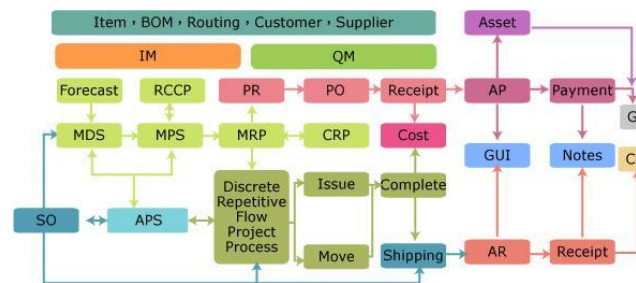 Item，BOM，Routing，Customer，Supplier
Asset
IM
QM
Forecast
RCCP
PR
PO
Receipt
AP
Payment
G
MDS
MPS
MRP
CRP
Cost
GUI
Notes
C
Discrete
Repetitive
Flow
Project
Process
Issue
Complete
SO
APS
Move
Shipping
AR
Receipt